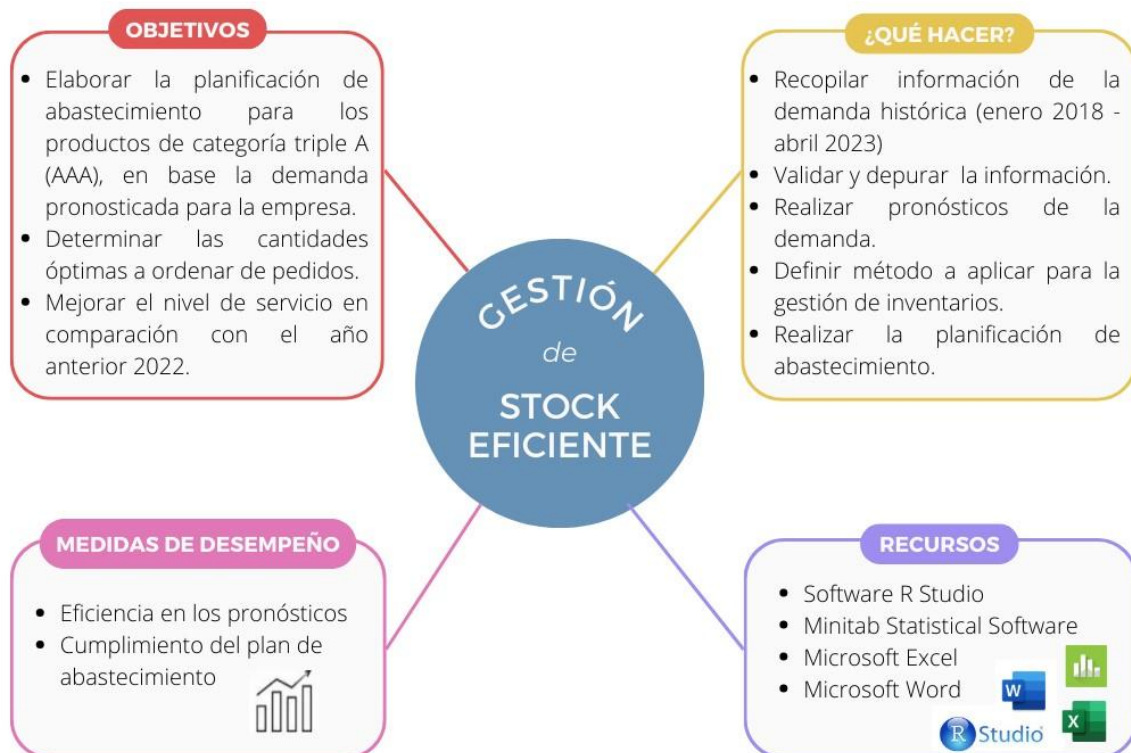 OBJETIVOS
• Elaborar la planificación de
abastecimiento para los
productos de categoría triple A
(AAA), en base la demanda
pronosticada para la empresa.
• Determinar las cantidades
óptimas a ordenar de pedidos.
• Mejorar el nivel de servicio en
comparación con el año
anterior 2022.
¿QUÉ HACER?
• Recopilar información de la
demanda histórica (enero 2018 -
abril 2023)
• Validar y depurar la información.
• Realizar pronósticos de la
demanda.
• Definir método a aplicar para la
gestión de inventarios.
• Realizar la planificación de
abastecimiento.
GESTIÓN
de
STOCK
EFICIENTE
MEDIDAS DE DESEMPEÑO
• Eficiencia en los pronósticos
• Cumplimiento del plan de
abastecimiento
RECURSOS
• Software R Studio
• Minitab Statistical Software
• Microsoft Excel
• Microsoft Word
W
X
R Studio